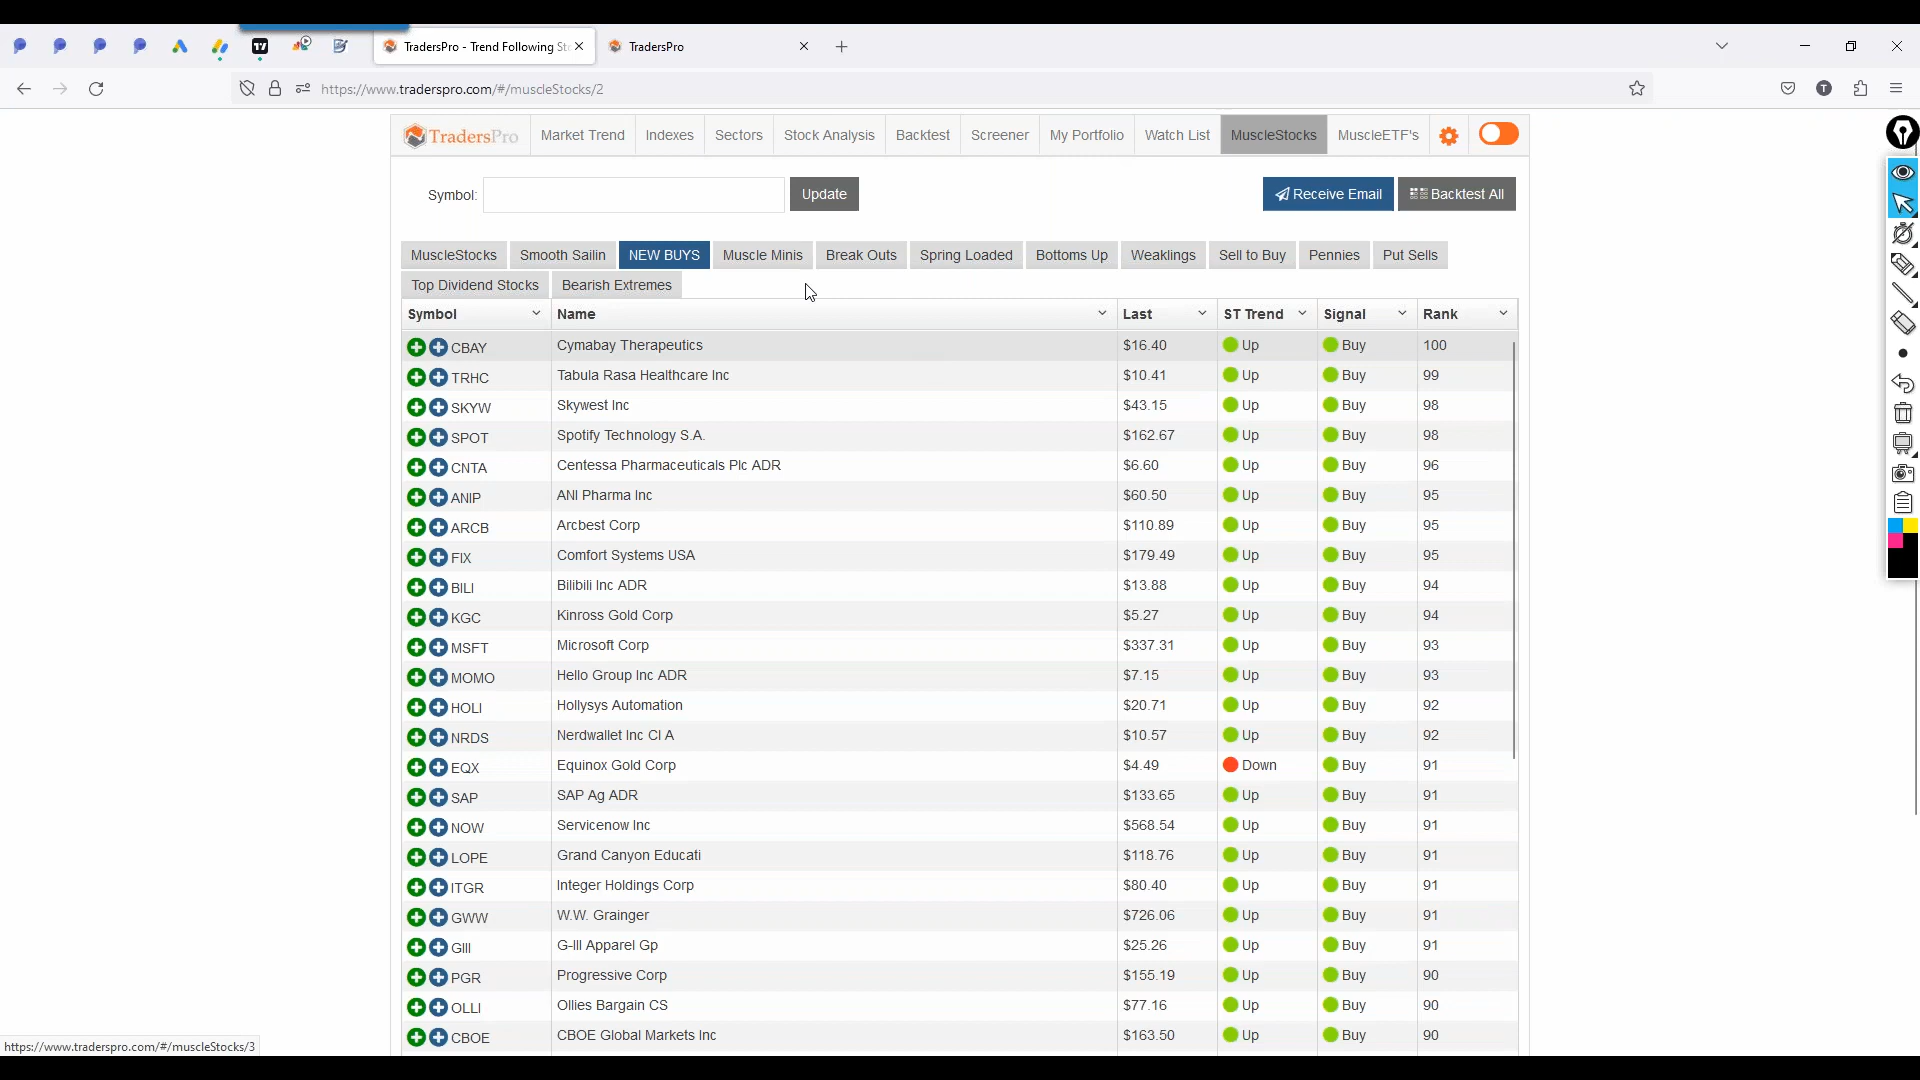 TradersPro - Trend Following St
TradersPro
https://www.traderspro.com/#/muscleStocks/2
T
TradersPro Market Trend Indexes Sectors Stock Analysis Backtest Screener My Portfolio Watch List MuscleStocks MuscleETF's
Symbol: Update Receive Email Backtest All
MuscleStocks Smooth Sailin NEW BUYS Muscle Minis Break Outs Spring Loaded Bottoms Up Weaklings Sell to Buy Pennies Put Sells
Top Dividend Stocks Bearish Extremes
Symbol Name Last ST Trend Signal Rank
CBAY Cymabay Therapeutics $16.40 Up Buy 100
TRHC Tabula Rasa Healthcare Inc $10.41 Up Buy 99
SKYW Skywest Inc $43.15 Up Buy 98
SPOT Spotify Technology S.A. $162.67 Up Buy 98
CNTA Centessa Pharmaceuticals Plc ADR $6.60 Up Buy 96
ANIP ANI Pharma Inc $60.50 Up Buy 95
ARCB Arcbest Corp $110.89 Up Buy 95
FIX Comfort Systems USA $179.49 Up Buy 95
BILI Bilibili Inc ADR $13.88 Up Buy 94
KGC Kinross Gold Corp $5.27 Up Buy 94
MSFT Microsoft Corp $337.31 Up Buy 93
MOMO Hello Group Inc ADR $7.15 Up Buy 93
HOLI Hollysys Automation $20.71 Up Buy 92
NRDS Nerdwallet Inc Cl A $10.57 Up Buy 92
EQX Equinox Gold Corp $4.49 Down Buy 91
SAP SAP Ag ADR $133.65 Up Buy 91
NOW Servicenow Inc $568.54 Up Buy 91
LOPE Grand Canyon Educati $118.76 Up Buy 91
ITGR Integer Holdings Corp $80.40 Up Buy 91
GWW W.W. Grainger $726.06 Up Buy 91
GIII G-III Apparel Gp $25.26 Up Buy 91
PGR Progressive Corp $155.19 Up Buy 90
OLLI Ollies Bargain CS $77.16 Up Buy 90
CBOE CBOE Global Markets Inc $163.50 Up Buy 90
https://www.traderspro.com/#/muscleStocks/3